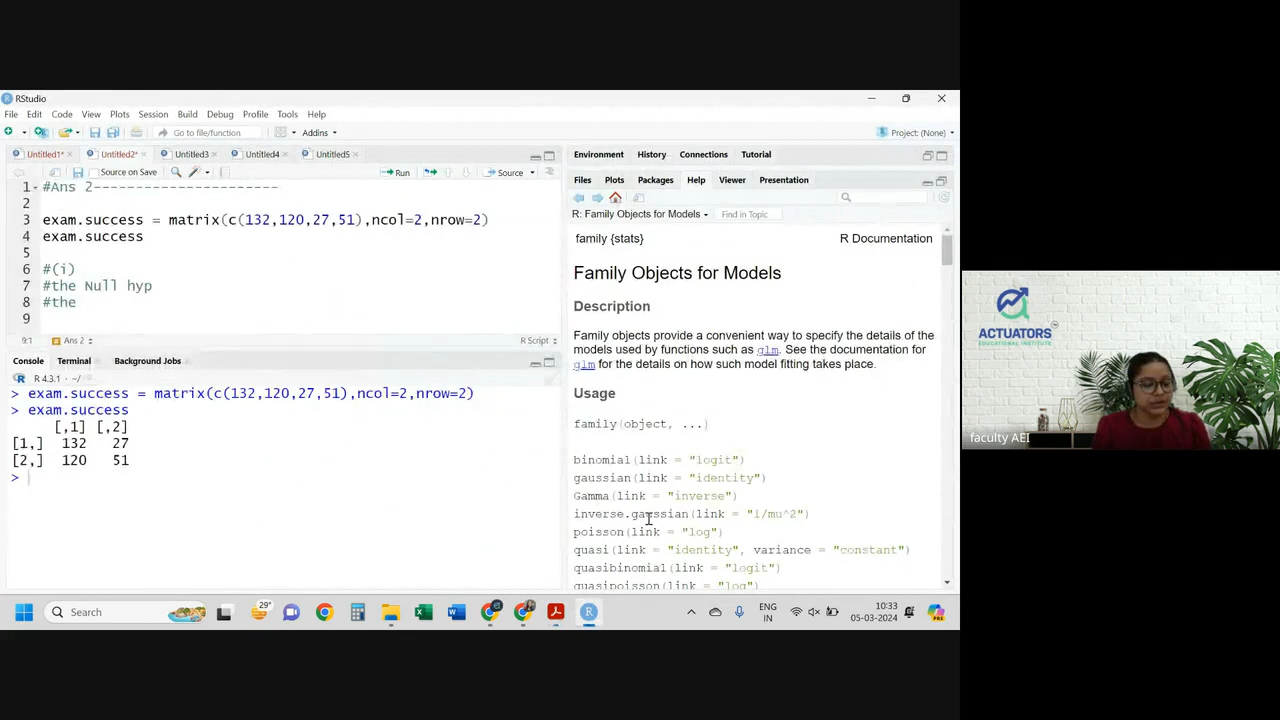 RStudio
File Edit Code View Plots Session Build Debug Profile Tools Help
Go to file/function Addins Project: (None)
Untitled1* Untitled2* Untitled3 Untitled4 Untitled5
Source on Save Run Source
1 #Ans 2----------------------
2
3 exam.success = matrix(c(132,120,27,51),ncol=2,nrow=2)
4 exam.success
5
6 #(i)
7 #the Null hyp
8 #the
9
9:1 Ans 2 R Script
Console Terminal Background Jobs
R 4.3.1 · ~/
> exam.success = matrix(c(132,120,27,51),ncol=2,nrow=2)
> exam.success
[,1] [,2]
[1,] 132 27
[2,] 120 51
>
Environment History Connections Tutorial
Files Plots Packages Help Viewer Presentation
R: Family Objects for Models Find in Topic
family {stats} R Documentation
Family Objects for Models
Description
Family objects provide a convenient way to specify the details of the
models used by functions such as glm. See the documentation for
glm for the details on how such model fitting takes place.
Usage
family(object, ...)
binomial(link = "logit")
gaussian(link = "identity")
Gamma(link = "inverse")
inverse.gaussian(link = "1/mu^2")
poisson(link = "log")
quasi(link = "identity", variance = "constant")
quasibinomial(link = "logit")
quasipoisson(link = "log")
Search
29°
ENG
IN
10:33
05-03-2024
ACTUATORS
EDUCATIONAL INSTITUTE
faculty AEI